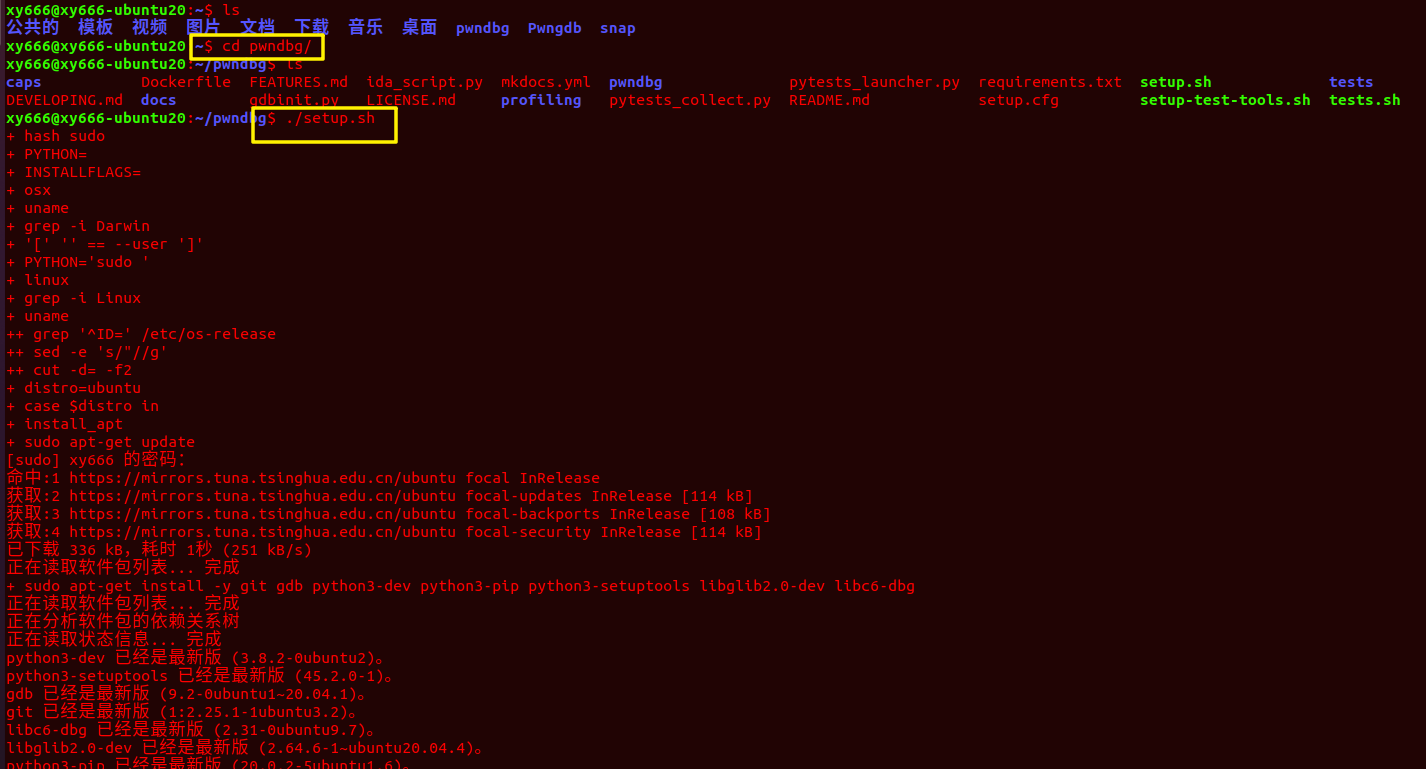 xy666@xy666-ubuntu20:~$ ls
公共的 模板 视频 图片 文档 下载 音乐 桌面 pwndbg Pwngdb snap
xy666@xy666-ubuntu20:~$ cd pwndbg/
xy666@xy666-ubuntu20:~/pwndbg$ ls
caps Dockerfile FEATURES.md ida_script.py mkdocs.yml pwndbg pytests_launcher.py requirements.txt setup.sh tests
DEVELOPING.md docs gdbinit.py LICENSE.md profiling pytests_collect.py README.md setup.cfg setup-test-tools.sh tests.sh
xy666@xy666-ubuntu20:~/pwndbg$ ./setup.sh
+ hash sudo
+ PYTHON=
+ INSTALLFLAGS=
+ osx
+ uname
+ grep -i Darwin
+ '[' '' == --user ']'
+ PYTHON='sudo '
+ linux
+ grep -i Linux
+ uname
++ grep '^ID=' /etc/os-release
++ sed -e 's/"//g'
++ cut -d= -f2
+ distro=ubuntu
+ case $distro in
+ install_apt
+ sudo apt-get update
[sudo] xy666 的密码：
命中:1 https://mirrors.tuna.tsinghua.edu.cn/ubuntu focal InRelease
获取:2 https://mirrors.tuna.tsinghua.edu.cn/ubuntu focal-updates InRelease [114 kB]
获取:3 https://mirrors.tuna.tsinghua.edu.cn/ubuntu focal-backports InRelease [108 kB]
获取:4 https://mirrors.tuna.tsinghua.edu.cn/ubuntu focal-security InRelease [114 kB]
已下载 336 kB，耗时 1秒 (251 kB/s)
正在读取软件包列表... 完成
+ sudo apt-get install -y git gdb python3-dev python3-pip python3-setuptools libglib2.0-dev libc6-dbg
正在读取软件包列表... 完成
正在分析软件包的依赖关系树
正在读取状态信息... 完成
python3-dev 已经是最新版 (3.8.2-0ubuntu2)。
python3-setuptools 已经是最新版 (45.2.0-1)。
gdb 已经是最新版 (9.2-0ubuntu1~20.04.1)。
git 已经是最新版 (1:2.25.1-1ubuntu3.2)。
libc6-dbg 已经是最新版 (2.31-0ubuntu9.7)。
libglib2.0-dev 已经是最新版 (2.64.6-1~ubuntu20.04.4)。
python3-pip 已经是最新版 (20.0.2-5ubuntu1.6)。